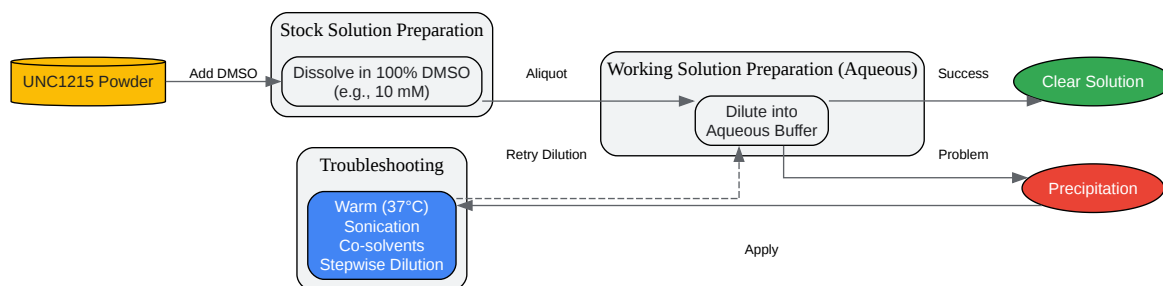 Stock Solution Preparation
UNC1215 Powder
Add DMSO
Dissolve in 100% DMSO
(e.g., 10 mM)
Aliquot
Working Solution Preparation (Aqueous)
Dilute into
Aqueous Buffer
Success
Clear Solution
Troubleshooting
Retry Dilution
Problem
Precipitation
Warm (37°C)
Sonication
Co-solvents
Stepwise Dilution
Apply